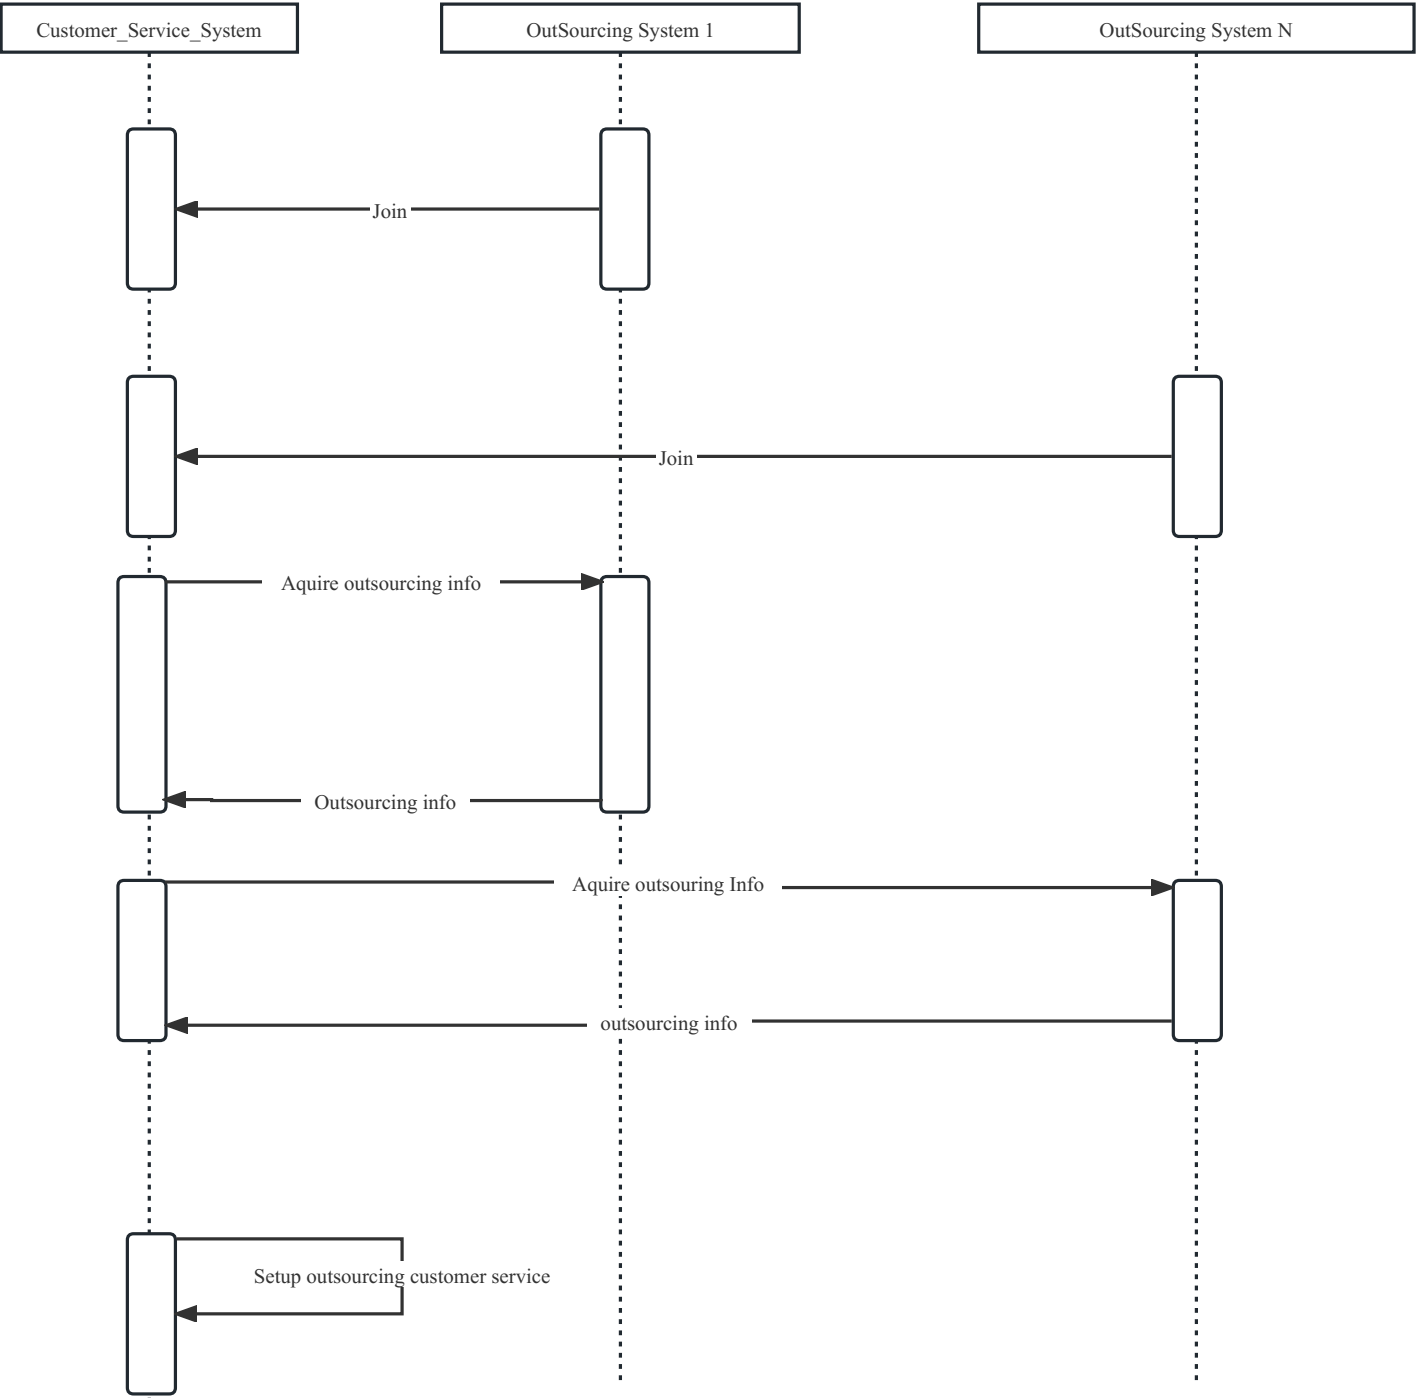 Customer_Service_System
OutSourcing System 1
OutSourcing System N
Join
Join
Aquire outsourcing info
Outsourcing info
Aquire outsouring Info
outsourcing info
Setup outsourcing customer service